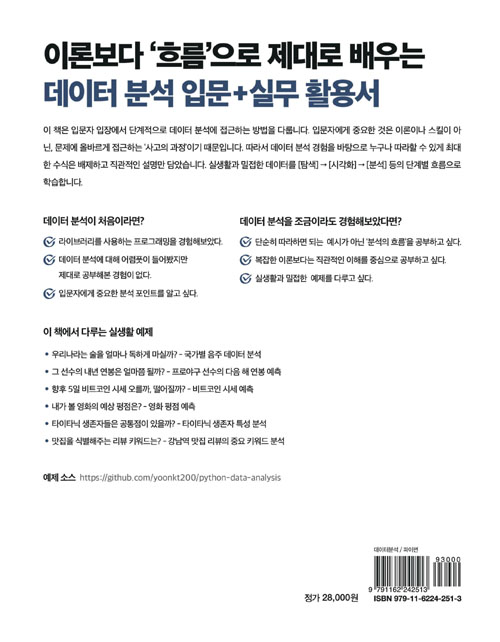 이론보다 '흐름'으로 제대로 배우는
데이터 분석 입문+실무 활용서
이 책은 입문자 입장에서 단계적으로 데이터 분석에 접근하는 방법을 다룹니다. 입문자에게 중요한 것은 이론이나 스킬이 아
닌, 문제에 올바르게 접근하는 '사고의 과정'이기 때문입니다. 따라서 데이터 분석 경험을 바탕으로 누구나 따라할 수 있게 최대
한 수식은 배제하고 직관적인 설명만 담았습니다. 실생활과 밀접한 데이터를 [탐색] → [시각화] → [분석] 등의 단계별 흐름으로
학습합니다.
데이터 분석이 처음이라면?
라이브러리를 사용하는 프로그래밍을 경험해보았다.
데이터 분석에 대해 어렴풋이 들어봤지만
제대로 공부해본 경험이 없다.
입문자에게 중요한 분석 포인트를 알고 싶다.
데이터 분석을 조금이라도 경험해보았다면?
단순히 따라하면 되는 예시가 아닌 '분석의 흐름'을 공부하고 싶다.
복잡한 이론보다는 직관적인 이해를 중심으로 공부하고 싶다.
실생활과 밀접한 예제를 다루고 싶다.
이 책에서 다루는 실생활 예제
• 우리나라는 술을 얼마나 독하게 마실까? - 국가별 음주 데이터 분석
• 그 선수의 내년 연봉은 얼마쯤 될까? - 프로야구 선수의 다음 해 연봉 예측
• 향후 5일 비트코인 시세 오를까, 떨어질까? - 비트코인 시세 예측
• 내가 볼 영화의 예상 평점은? - 영화 평점 예측
• 타이타닉 생존자들은 공통점이 있을까? - 타이타닉 생존자 특성 분석
• 맛집을 식별해주는 리뷰 키워드는? - 강남역 맛집 리뷰의 중요 키워드 분석
예제 소스 https://github.com/yoonkt200/python-data-analysis
데이터분석 / 파이썬
93000
9 791162 242513
정가 28,000원
ISBN 979-11-6224-251-3